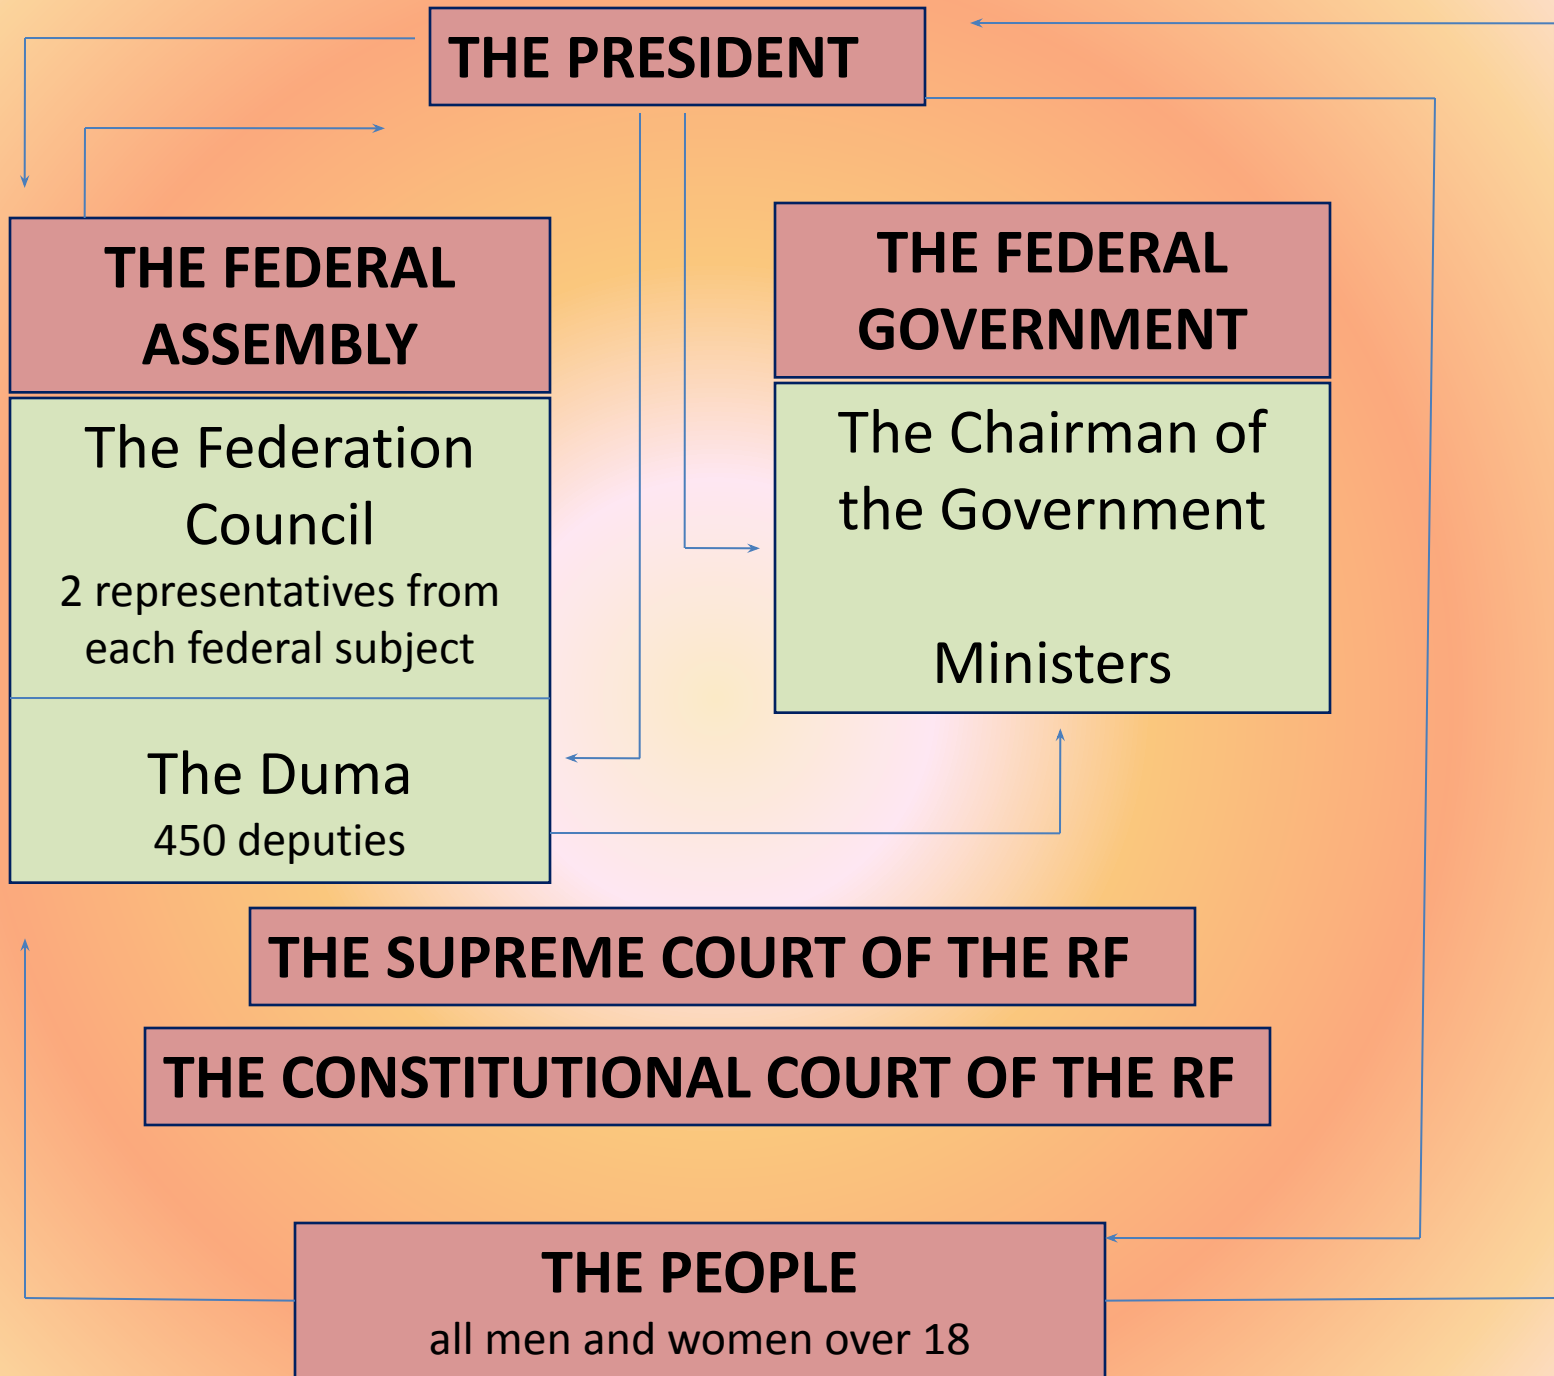 THE PRESIDENT
THE FEDERAL
ASSEMBLY
The Federation
Council
2 representatives from
each federal subject
The Duma
450 deputies
THE FEDERAL
GOVERNMENT
The Chairman of
the Government
Ministers
THE SUPREME COURT OF THE RF
THE CONSTITUTIONAL COURT OF THE RF
THE PEOPLE
all men and women over 18